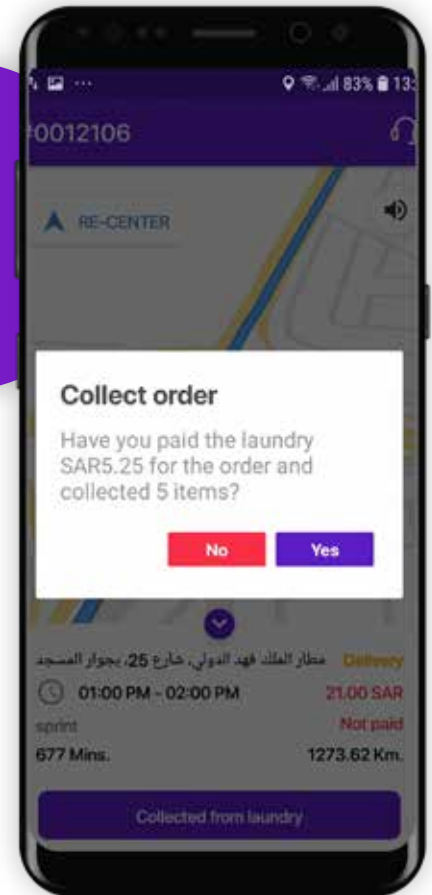 83% 13:
#0012106
RE-CENTER
Collect order
Have you paid the laundry
SAR5.25 for the order and
collected 5 items?
No Yes
Delivery مطار الملك فهد الدولي، شارع 25، بجوار المسجد
01:00 PM - 02:00 PM 21.00 SAR
sprint Not paid
677 Mins. 1273.62 Km.
Collected from laundry